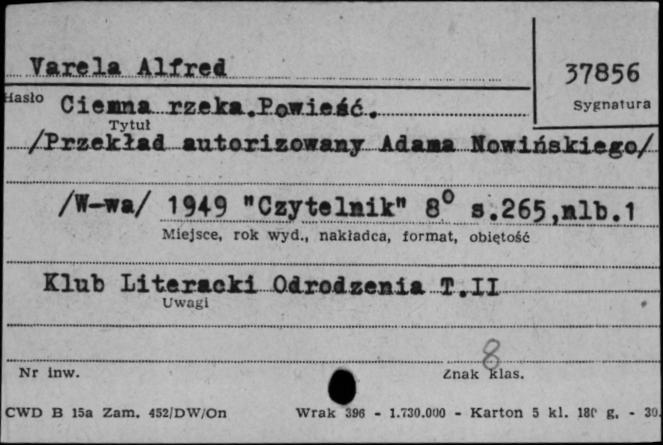 Varela Alfred
37856
Hasło Ciemna rzeka.Powieść.
Sygnatura
Tytuł
/Przekład autorizowany Adama Nowińskiego/
/W-wa/ 1949 "Czytelnik" 8° s.265,nlb.1
Miejsce, rok wyd., nakładca, format, objętość
Klub Literacki Odrodzenia T.II
Uwagi
8
Nr inw. Znak klas.
CWD B 15a Zam. 452/DW/On Wrak 396 - 1.730.000 - Karton 5 kl. 180 g. - 30.